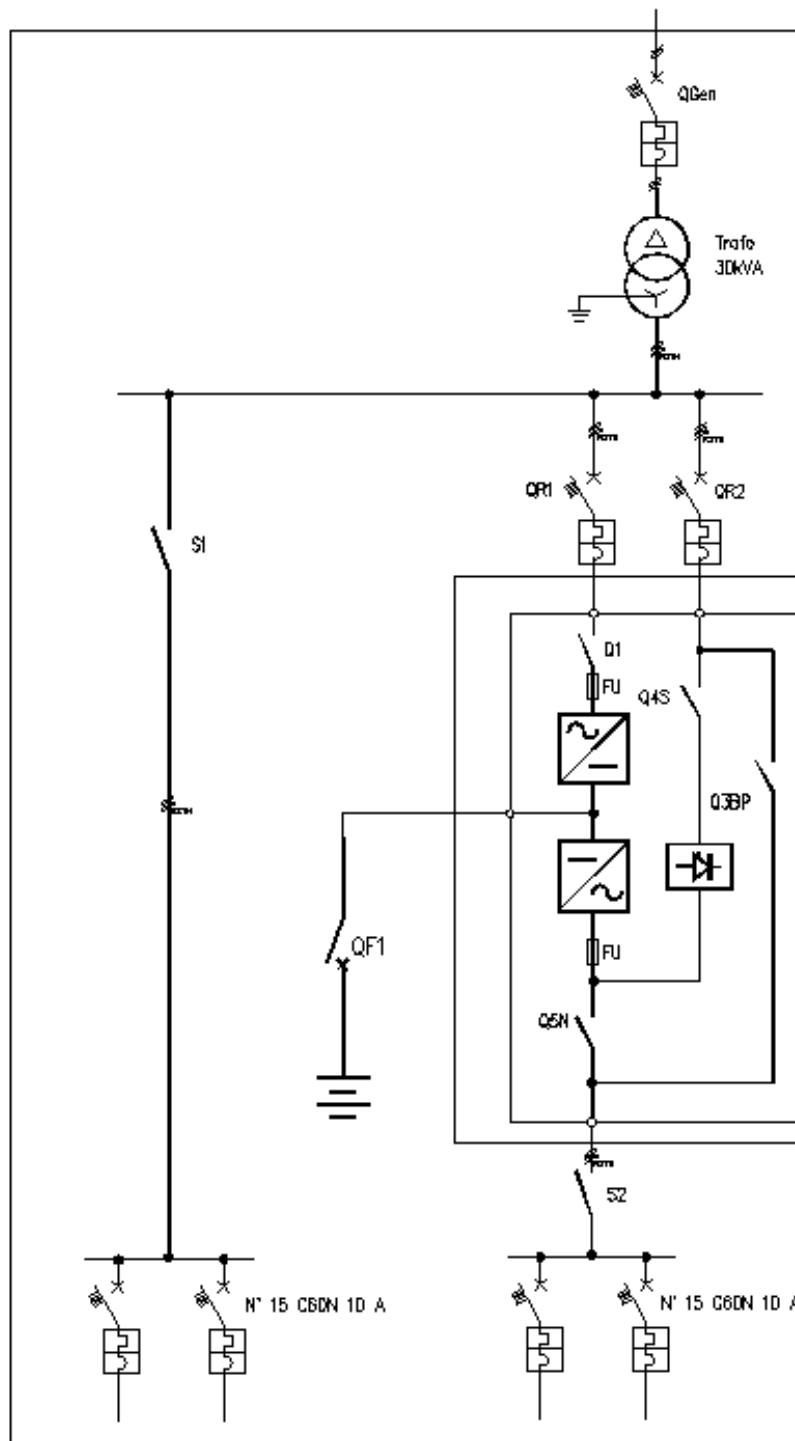 QGen
Trafo
30kVA
QR1
QR2
S1
Q1
FU
Q4S
Q3BP
QF1
FU
Q5N
S2
N° 15 C60N 10 A
N° 15 C60N 10 A